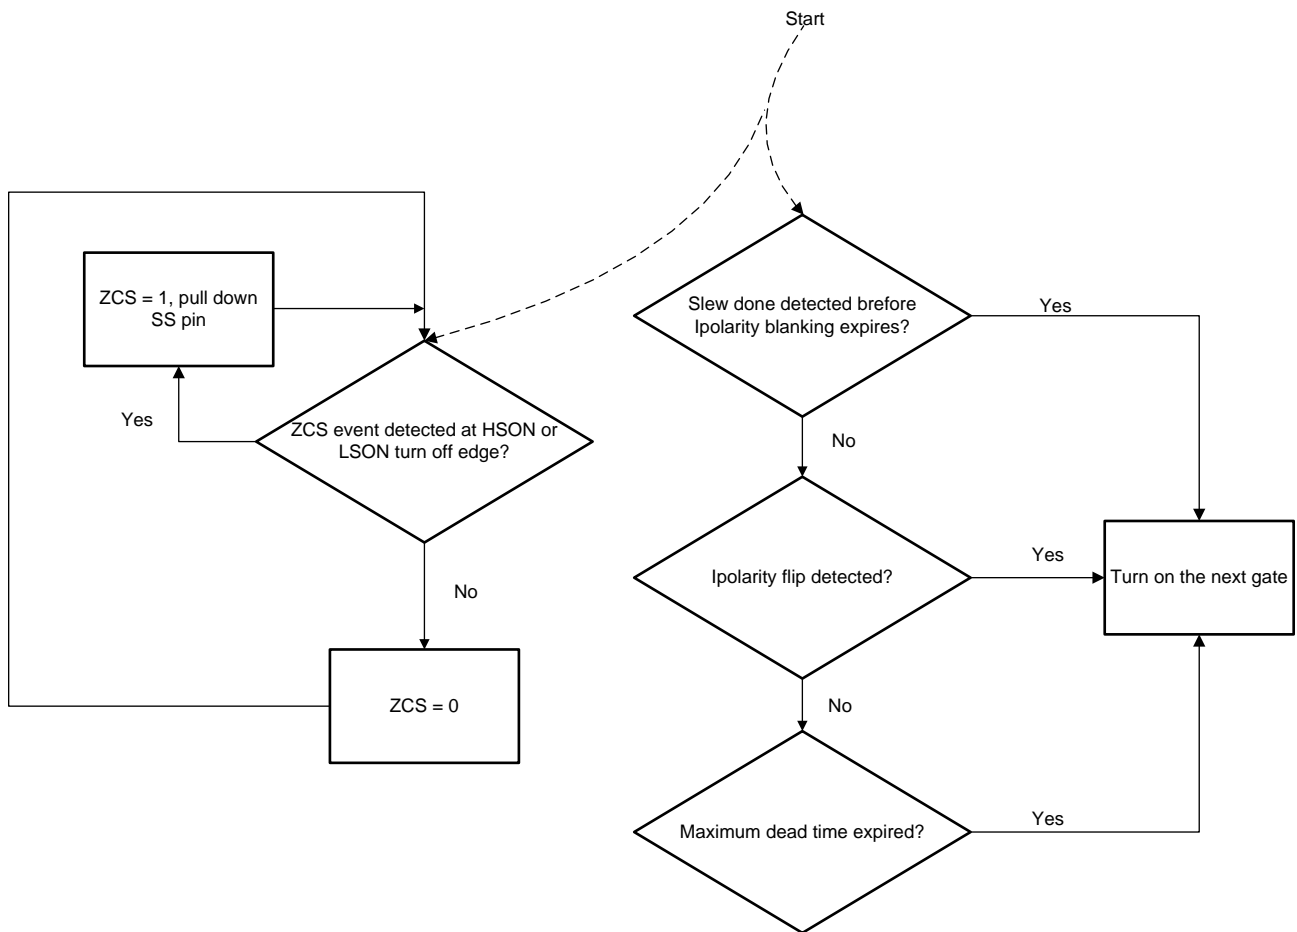 Start
ZCS = 1, pull down
SS pin
Yes
ZCS event detected at HSON or
LSON turn off edge?
No
ZCS = 0
Slew done detected brefore
Ipolarity blanking expires?
Yes
No
Ipolarity flip detected?
Yes
Turn on the next gate
No
Maximum dead time expired?
Yes